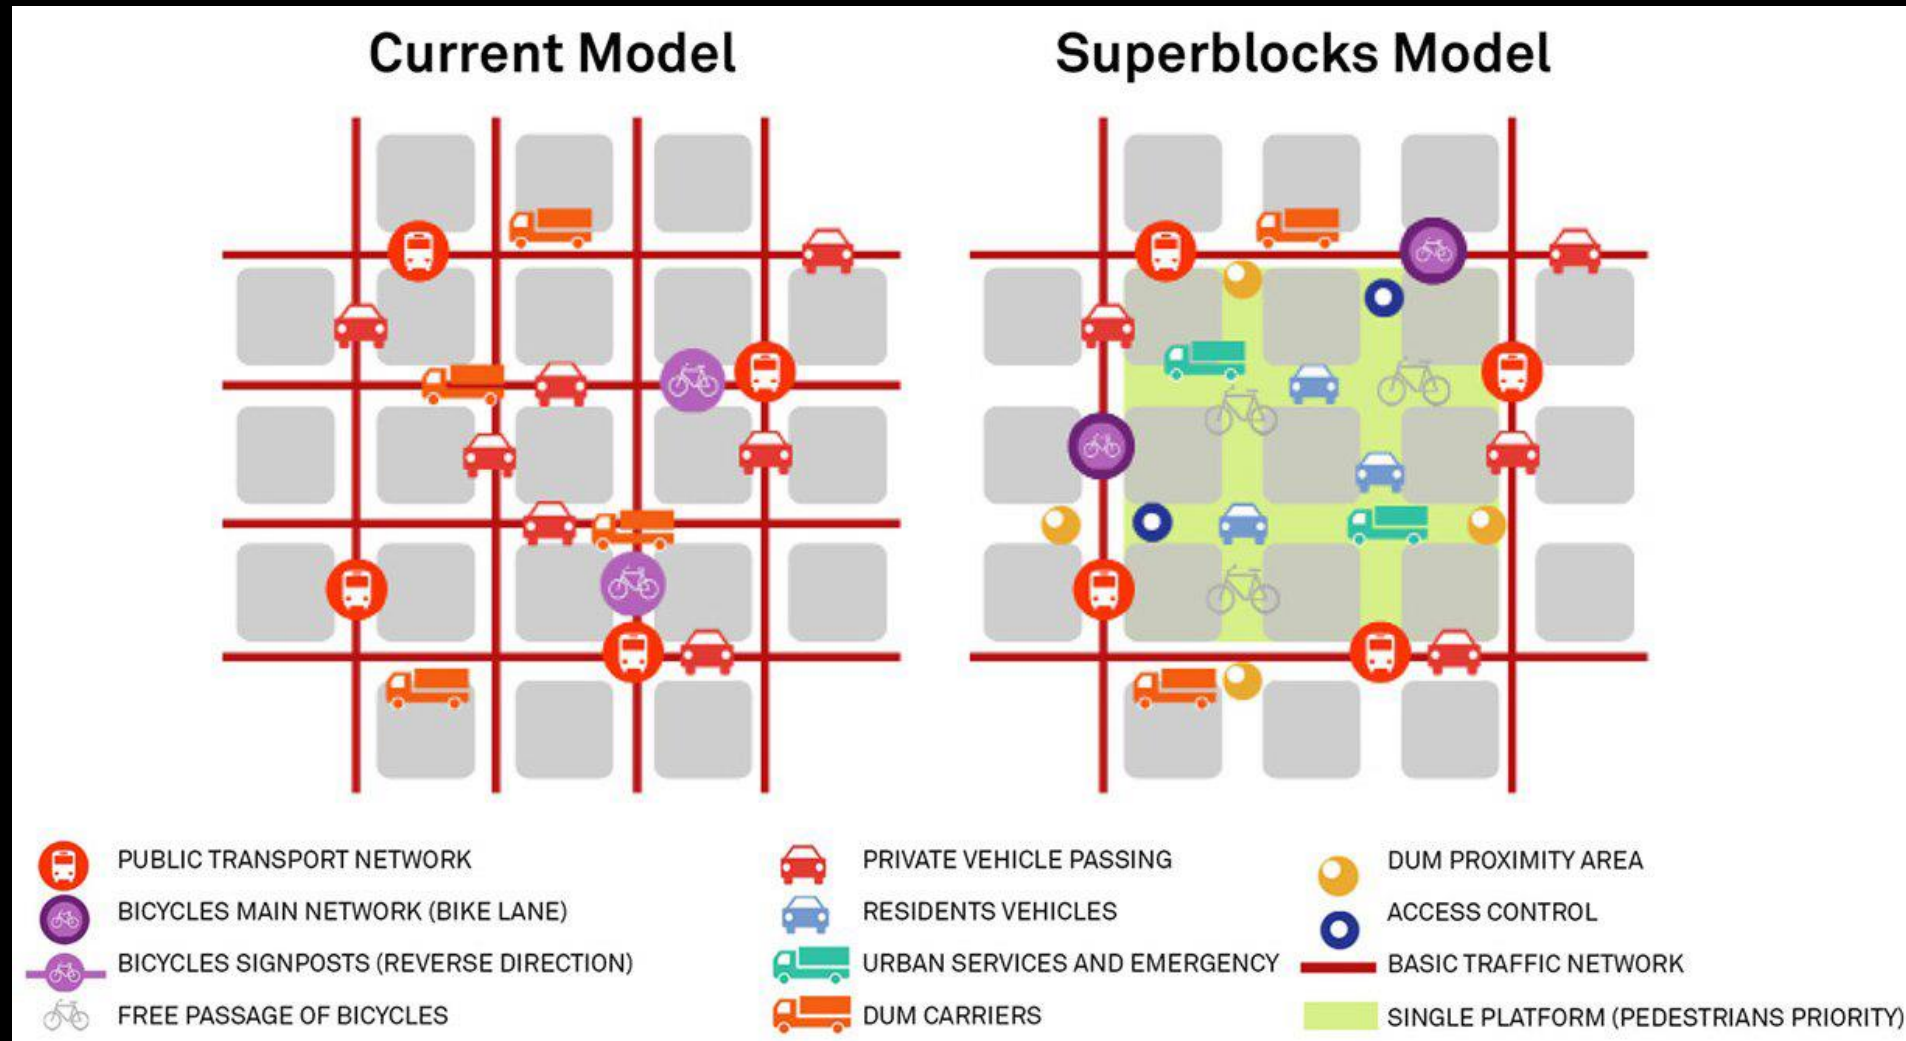 Current Model
Superblocks Model
PUBLIC TRANSPORT NETWORK
BICYCLES MAIN NETWORK (BIKE LANE)
BICYCLES SIGNPOSTS (REVERSE DIRECTION)
FREE PASSAGE OF BICYCLES
PRIVATE VEHICLE PASSING
RESIDENTS VEHICLES
URBAN SERVICES AND EMERGENCY
DUM CARRIERS
DUM PROXIMITY AREA
ACCESS CONTROL
BASIC TRAFFIC NETWORK
SINGLE PLATFORM (PEDESTRIANS PRIORITY)